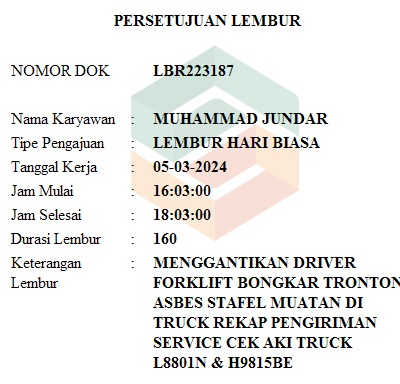 PERSETUJUAN LEMBUR
NOMOR DOK LBR223187
Nama Karyawan : MUHAMMAD JUNDAR
Tipe Pengajuan : LEMBUR HARI BIASA
Tanggal Kerja : 05-03-2024
Jam Mulai : 16:03:00
Jam Selesai : 18:03:00
Durasi Lembur : 160
Keterangan : MENGGANTIKAN DRIVER
Lembur FORKLIFT BONGKAR TRONTON
ASBES STAFEL MUATAN DI
TRUCK REKAP PENGIRIMAN
SERVICE CEK AKI TRUCK
L8801N & H9815BE